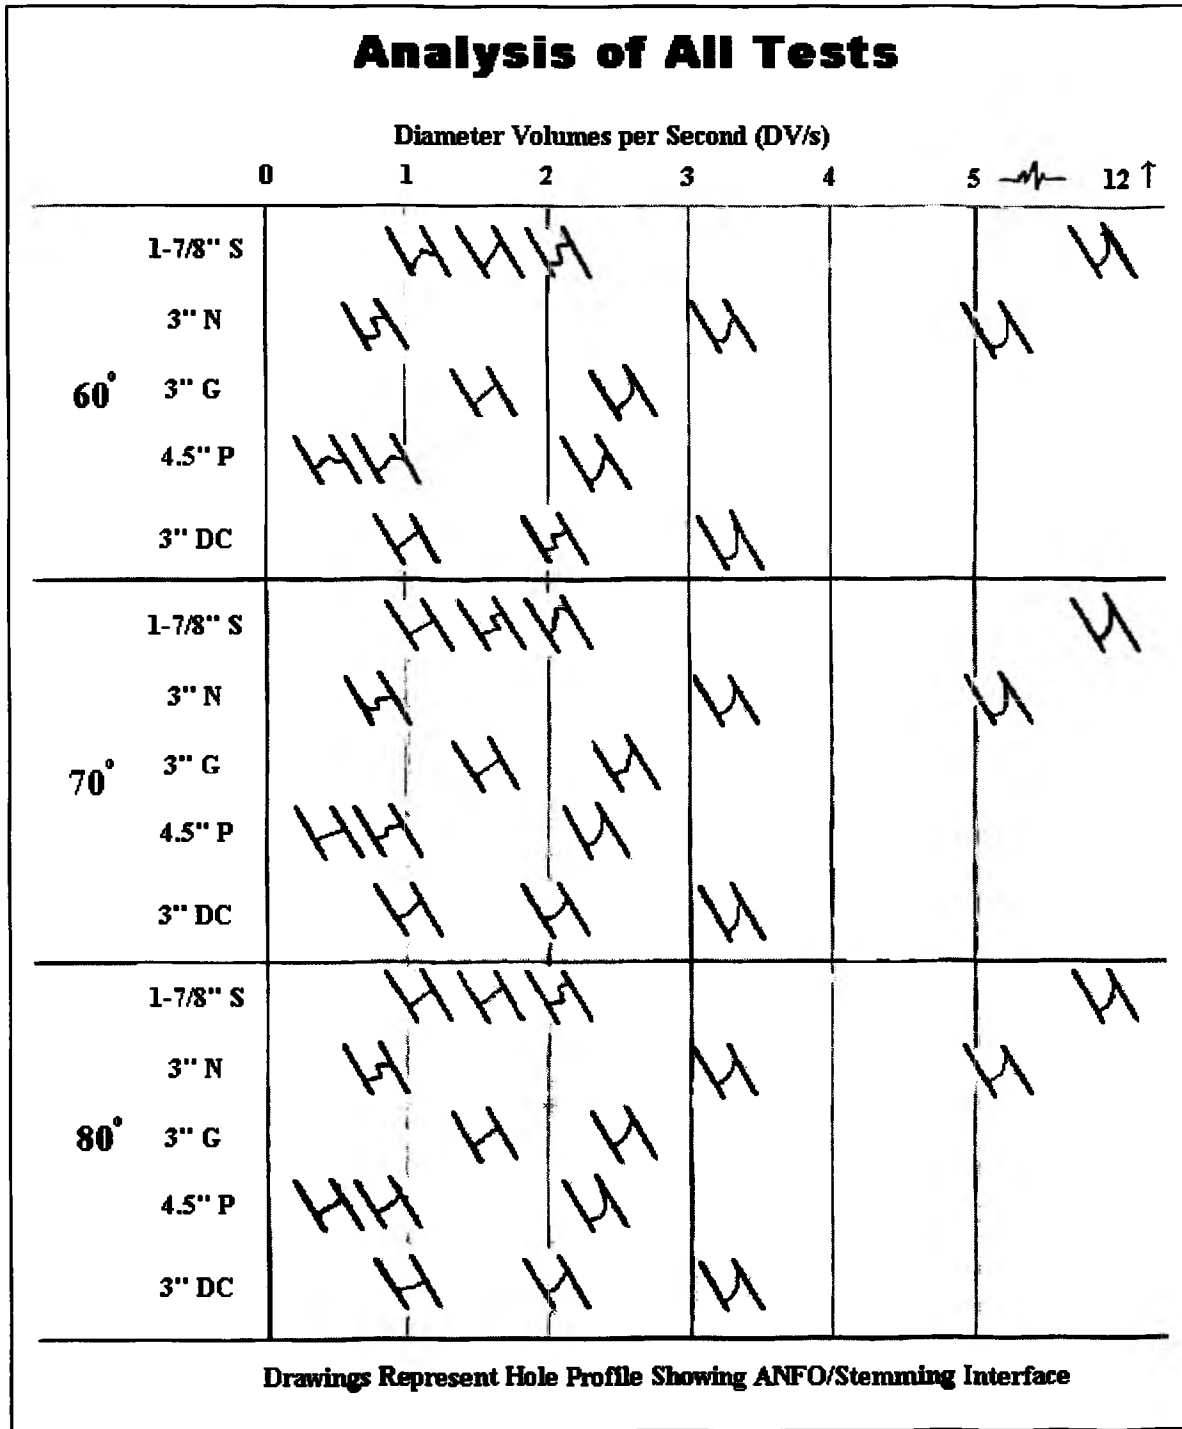 Analysis of All Tests
Diameter Volumes per Second (DV/s)
0 1 2 3 4 5 12 ↑
1-7/8" S
3" N
60° 3" G
4.5" P
3" DC
1-7/8" S
3" N
70° 3" G
4.5" P
3" DC
1-7/8" S
3" N
80° 3" G
4.5" P
3" DC
Drawings Represent Hole Profile Showing ANFO/Stemming Interface